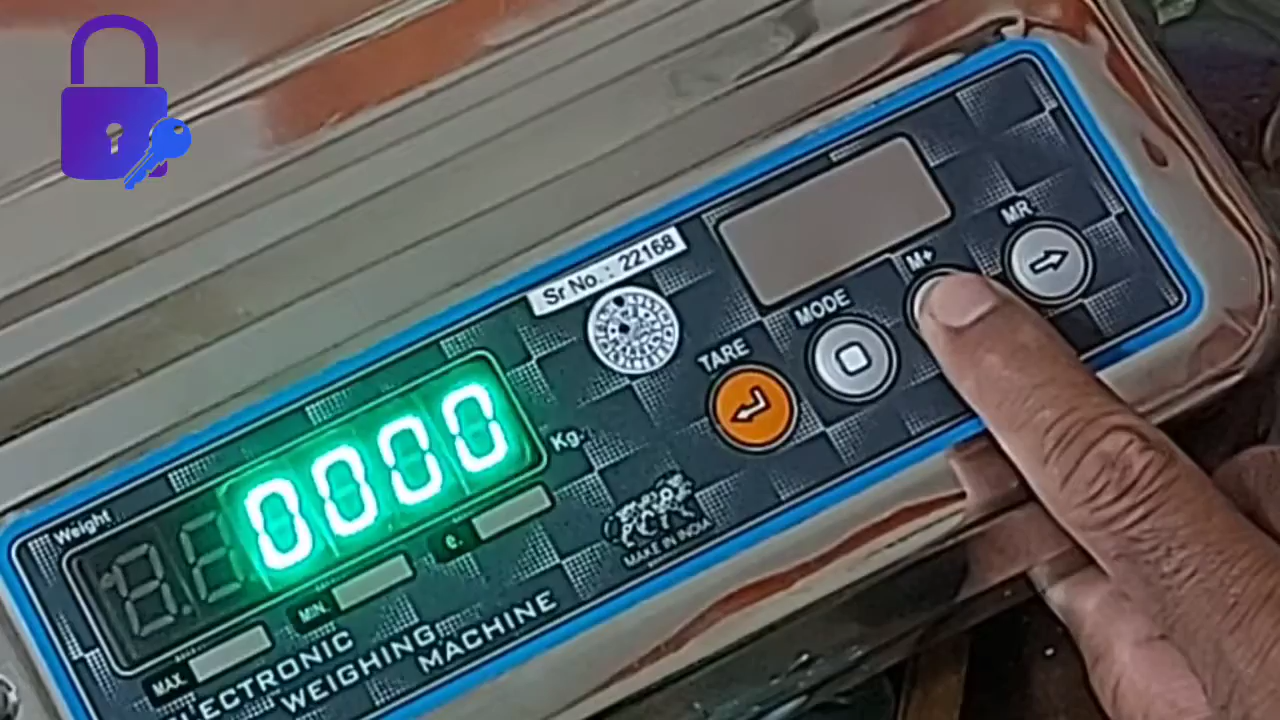 Sr No. : 22168
MR
M+
MODE
TARE
0000
Kg.
Weight
e.
MIN.
MAX.
MAKE IN INDIA
ELECTRONIC
WEIGHING
MACHINE